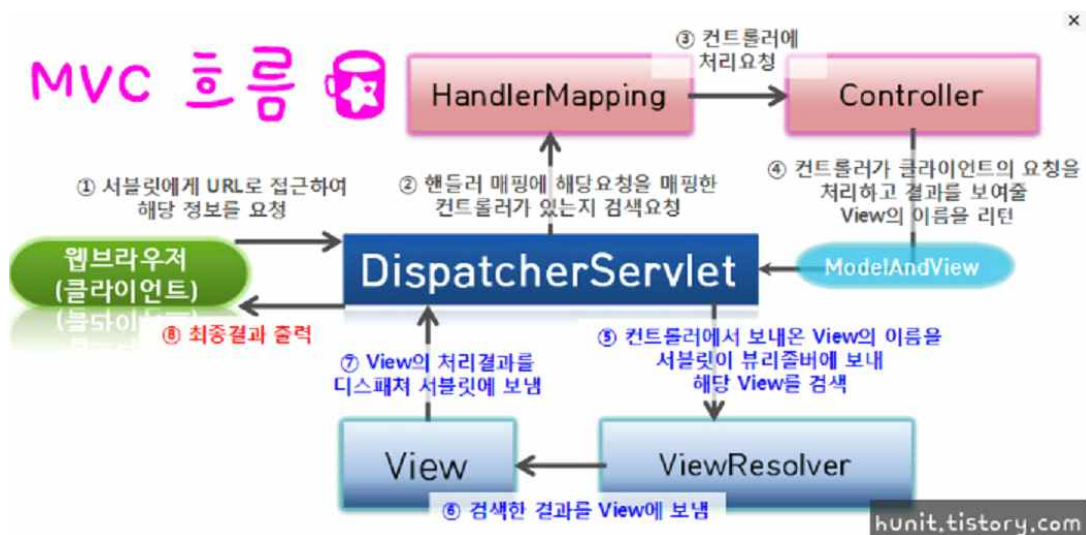 MVC 흐름
③ 컨트롤러에
처리요청
HandlerMapping
Controller
① 서블릿에게 URL로 접근하여
해당 정보를 요청
② 핸들러 매핑에 해당요청을 매핑한
컨트롤러가 있는지 검색요청
④ 컨트롤러가 클라이언트의 요청을
처리하고 결과를 보여줄
View의 이름을 리턴
웹브라우저
(클라이언트)
DispatcherServlet
ModelAndView
⑧ 최종결과 출력
⑦ View의 처리결과를
디스패쳐 서블릿에 보냄
⑤ 컨트롤러에서 보내온 View의 이름을
서블릿이 뷰리졸버에 보내
해당 View를 검색
View
ViewResolver
⑥ 검색한 결과를 View에 보냄
hunit.tistory.com